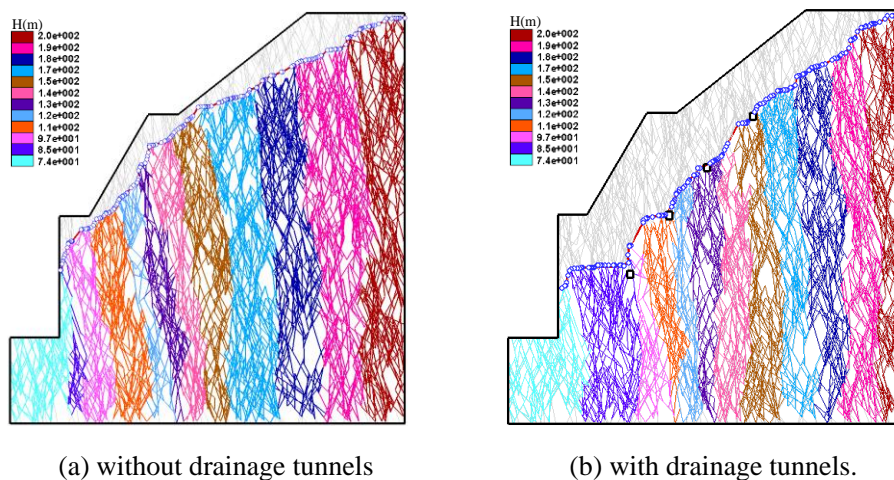 H(m)
2.0e+002
1.9e+002
1.8e+002
1.7e+002
1.5e+002
1.4e+002
1.3e+002
1.2e+002
1.1e+002
9.7e+001
8.5e+001
7.4e+001
H(m)
2.0e+002
1.9e+002
1.8e+002
1.7e+002
1.5e+002
1.4e+002
1.3e+002
1.2e+002
1.1e+002
9.7e+001
8.5e+001
7.4e+001
(a) without drainage tunnels
(b) with drainage tunnels.